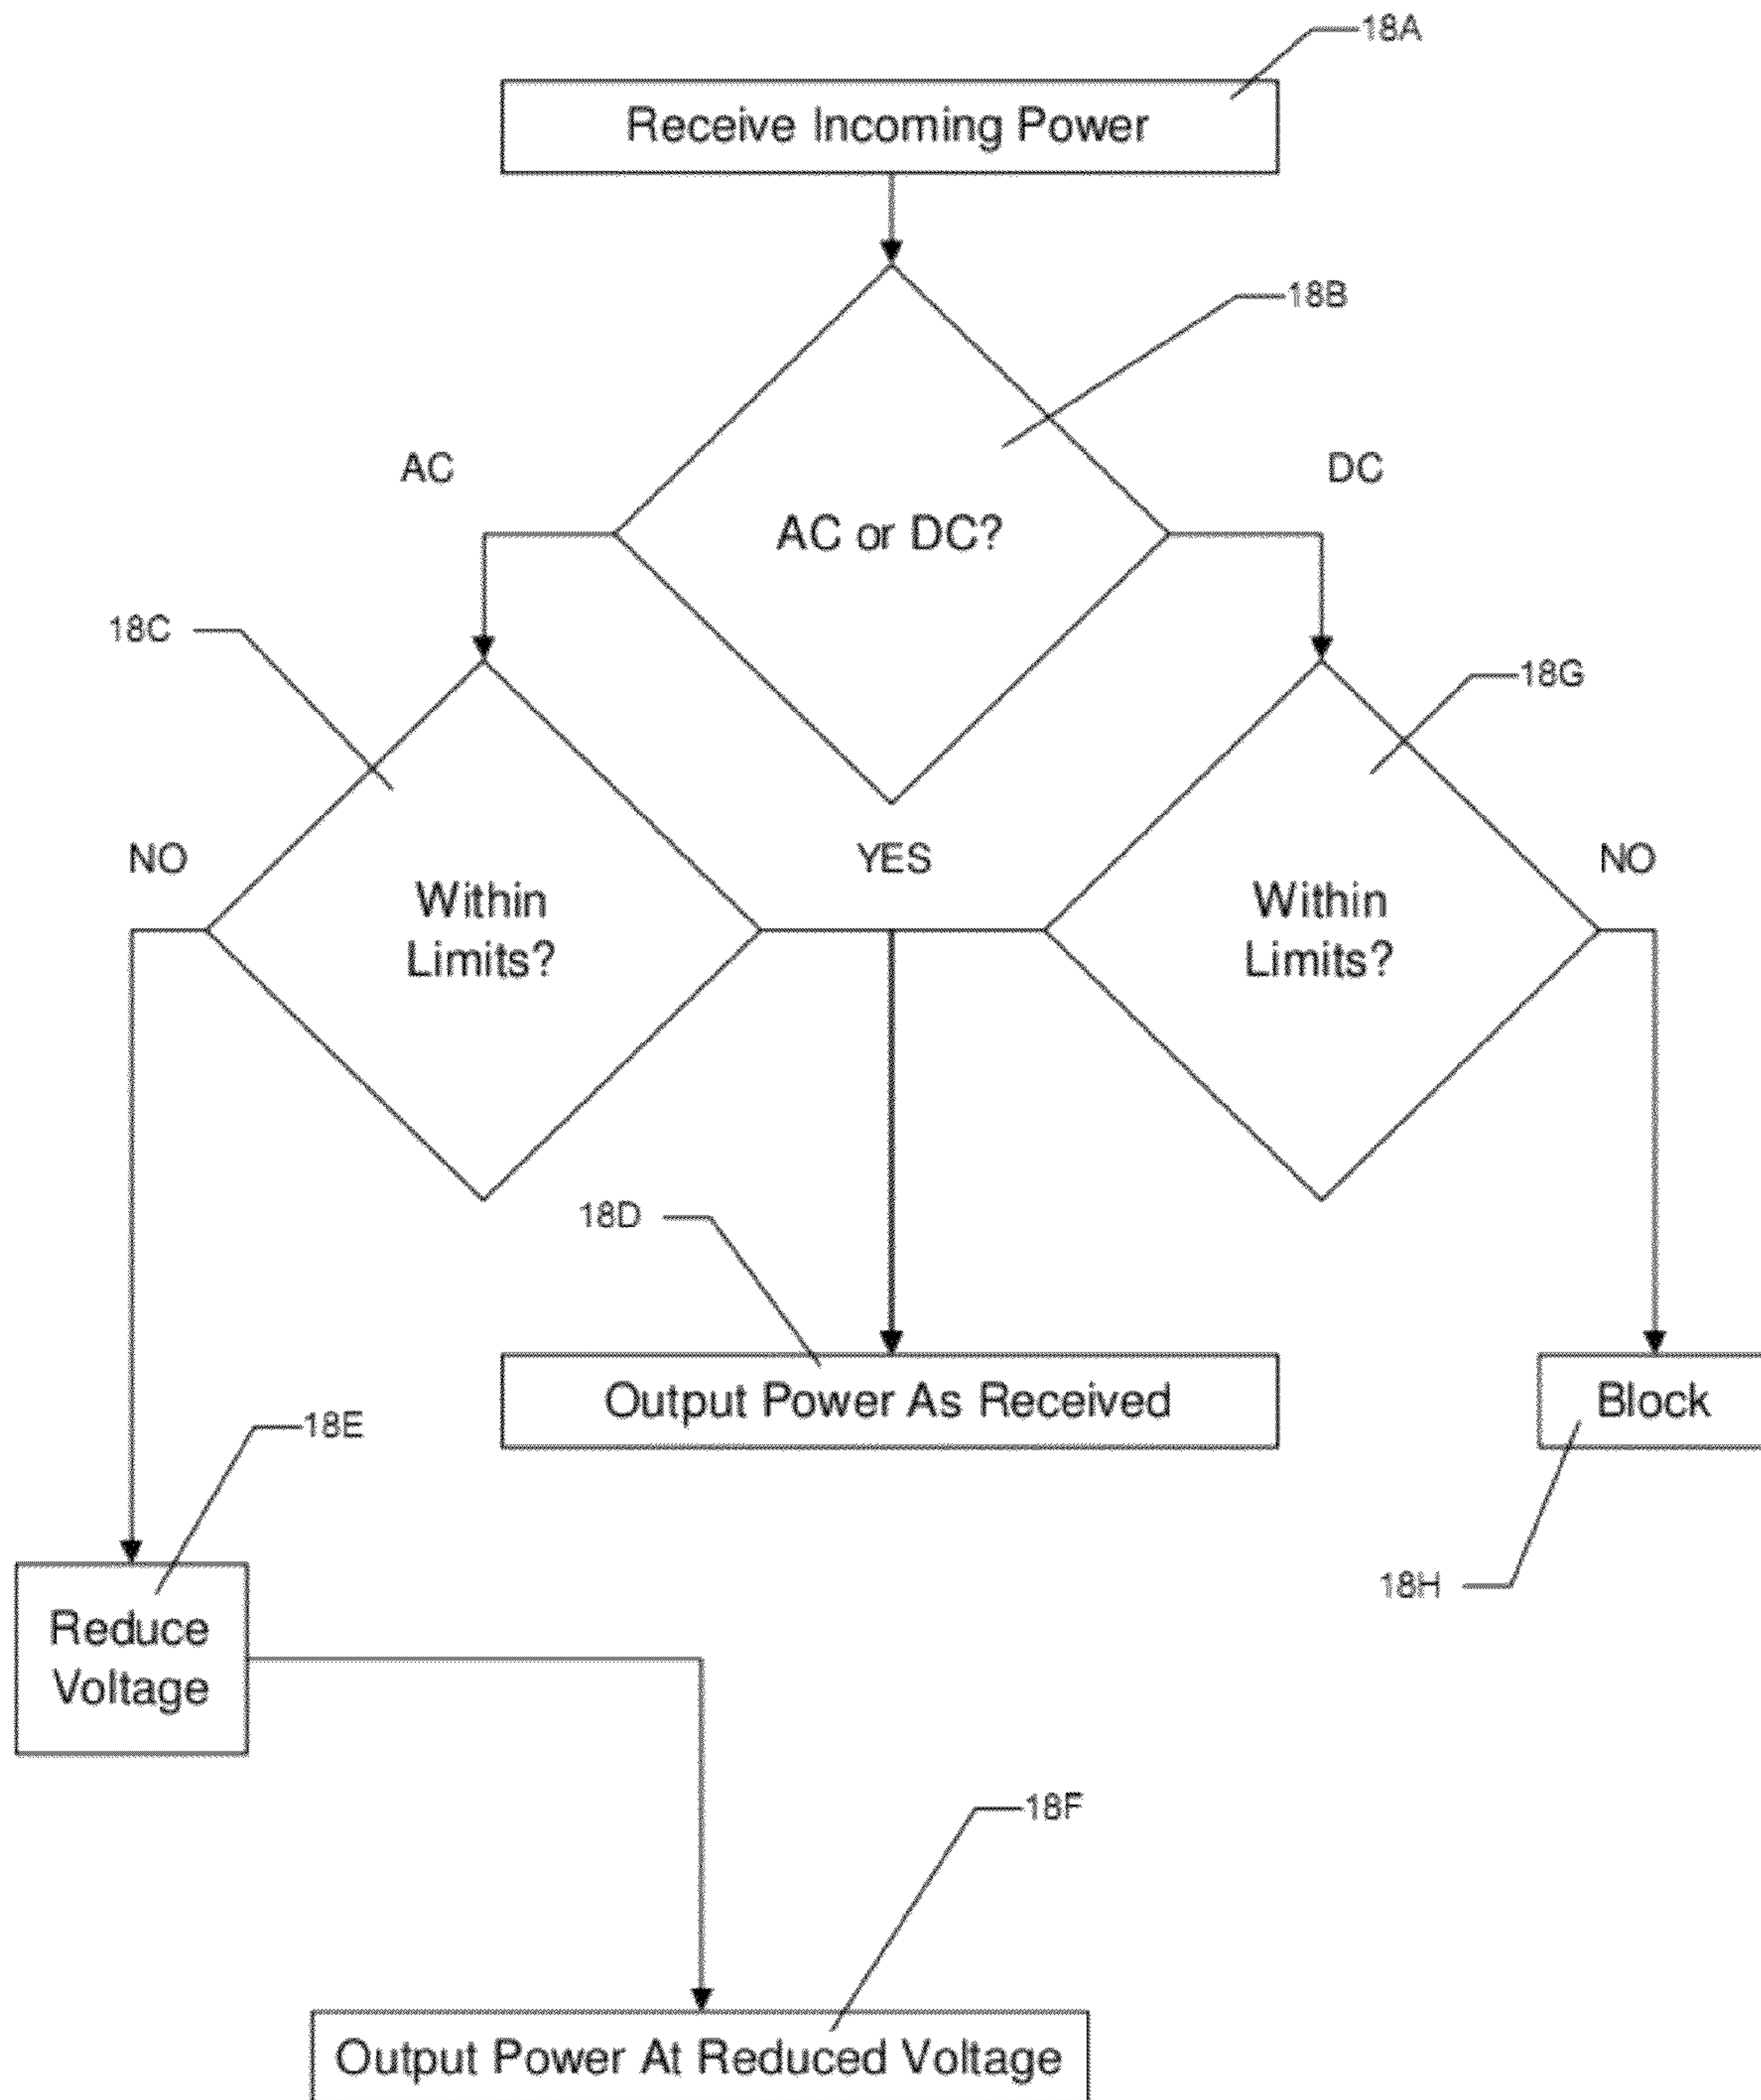 18A
Receive Incoming Power
18B
AC
DC
AC or DC?
18C
18G
NO
YES
NO
Within
Limits?
Within
Limits?
18D
Output Power As Received
Block
18E
18H
Reduce
Voltage
18F
Output Power At Reduced Voltage